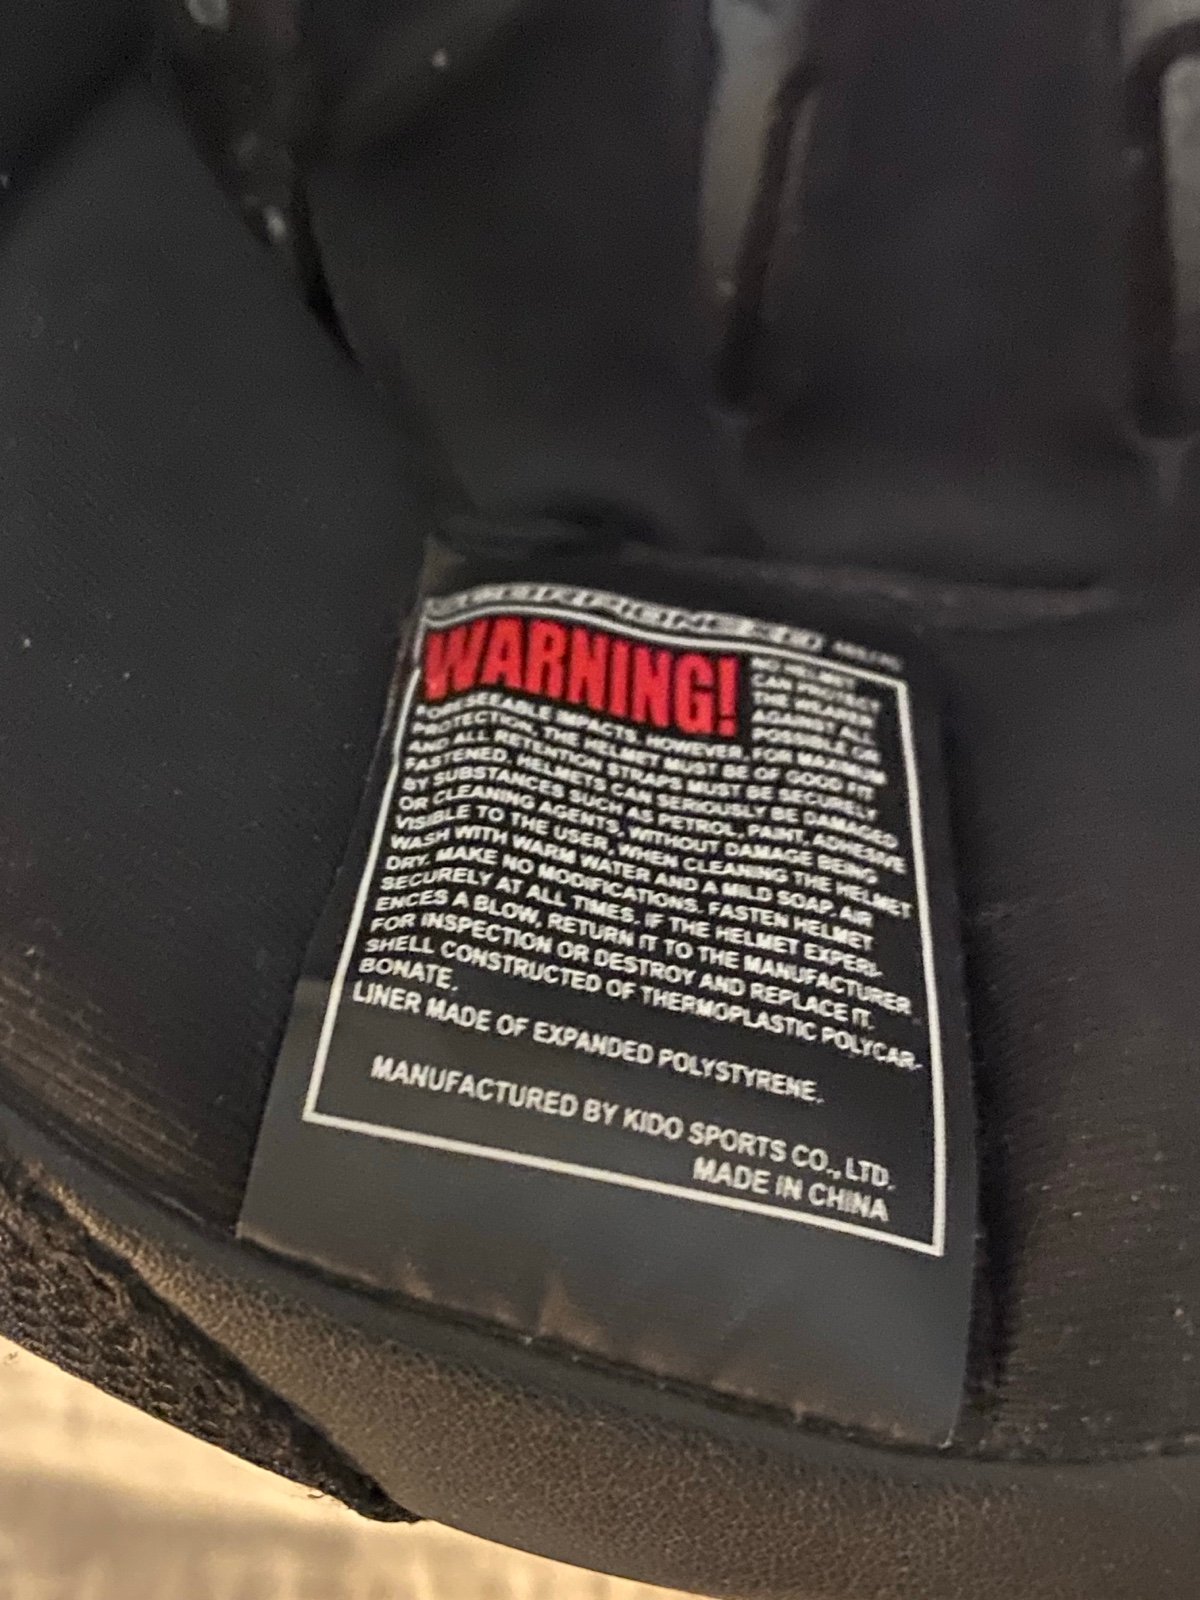 SCORPION EXO
WARNING!
NO HELMET
CAN PROTECT
THE WEARER
AGAINST ALL
POSSIBLE OR
FORESEEABLE IMPACTS. HOWEVER, FOR MAXIMUM
PROTECTION, THE HELMET MUST BE OF GOOD FIT
AND ALL RETENTION STRAPS MUST BE SECURELY
FASTENED. HELMETS CAN SERIOUSLY BE DAMAGED
BY SUBSTANCES SUCH AS PETROL, PAINT, ADHESIVE
OR CLEANING AGENTS, WITHOUT DAMAGE BEING
VISIBLE TO THE USER, WHEN CLEANING THE HELMET
WASH WITH WARM WATER AND A MILD SOAP, AIR
DRY. MAKE NO MODIFICATIONS. FASTEN HELMET
SECURELY AT ALL TIMES. IF THE HELMET EXPERI-
ENCES A BLOW, RETURN IT TO THE MANUFACTURER
FOR INSPECTION OR DESTROY AND REPLACE IT.
SHELL CONSTRUCTED OF THERMOPLASTIC POLYCAR-
BONATE.
LINER MADE OF EXPANDED POLYSTYRENE.
MANUFACTURED BY KIDO SPORTS CO., LTD.
MADE IN CHINA